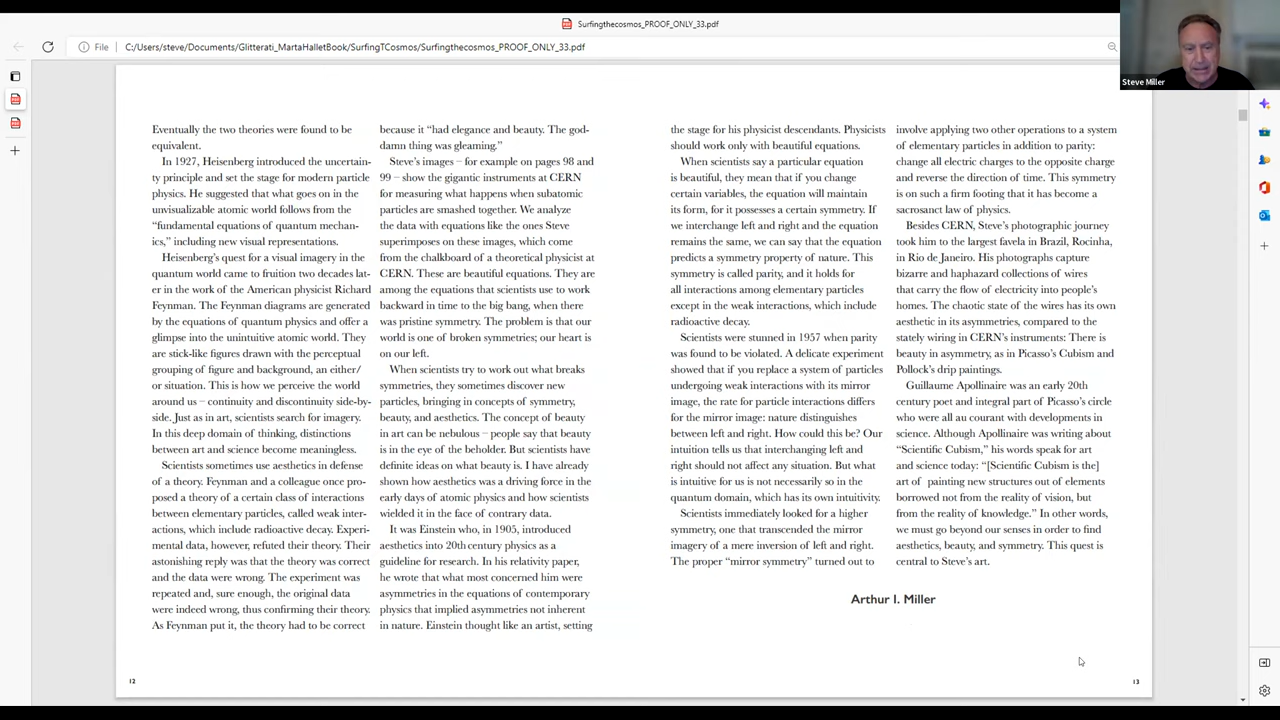 Surfingthecosmos_PROOF_ONLY_33.pdf
File
C:/Users/steve/Documents/Glitterati_MartaHalletBook/SurfingTCosmos/Surfingthecosmos_PROOF_ONLY_33.pdf
Steve Miller
Eventually the two theories were found to be
equivalent.
In 1927, Heisenberg introduced the uncertain-
ty principle and set the stage for modern particle
physics. He suggested that what goes on in the
unvisualizable atomic world follows from the
“fundamental equations of quantum mechan-
ics,” including new visual representations.
Heisenberg’s quest for a visual imagery in the
quantum world came to fruition two decades lat-
er in the work of the American physicist Richard
Feynman. The Feynman diagrams are generated
by the equations of quantum physics and offer a
glimpse into the unintuitive atomic world. They
are stick-like figures drawn with the perceptual
grouping of figure and background, an either/
or situation. This is how we perceive the world
around us – continuity and discontinuity side-by-
side. Just as in art, scientists search for imagery.
In this deep domain of thinking, distinctions
between art and science become meaningless.
Scientists sometimes use aesthetics in defense
of a theory. Feynman and a colleague once pro-
posed a theory of a certain class of interactions
between elementary particles, called weak inter-
actions, which include radioactive decay. Experi-
mental data, however, refuted their theory. Their
astonishing reply was that the theory was correct
and the data were wrong. The experiment was
repeated and, sure enough, the original data
were indeed wrong, thus confirming their theory.
As Feynman put it, the theory had to be correct
because it “had elegance and beauty. The god-
damn thing was gleaming.”
Steve’s images – for example on pages 98 and
99 – show the gigantic instruments at CERN
for measuring what happens when subatomic
particles are smashed together. We analyze
the data with equations like the ones Steve
superimposes on these images, which come
from the chalkboard of a theoretical physicist at
CERN. These are beautiful equations. They are
among the equations that scientists use to work
backward in time to the big bang, when there
was pristine symmetry. The problem is that our
world is one of broken symmetries; our heart is
on our left.
When scientists try to work out what breaks
symmetries, they sometimes discover new
particles, bringing in concepts of symmetry,
beauty, and aesthetics. The concept of beauty
in art can be nebulous – people say that beauty
is in the eye of the beholder. But scientists have
definite ideas on what beauty is. I have already
shown how aesthetics was a driving force in the
early days of atomic physics and how scientists
wielded it in the face of contrary data.
It was Einstein who, in 1905, introduced
aesthetics into 20th century physics as a
guideline for research. In his relativity paper,
he wrote that what most concerned him were
asymmetries in the equations of contemporary
physics that implied asymmetries not inherent
in nature. Einstein thought like an artist, setting
the stage for his physicist descendants. Physicists
should work only with beautiful equations.
When scientists say a particular equation
is beautiful, they mean that if you change
certain variables, the equation will maintain
its form, for it possesses a certain symmetry. If
we interchange left and right and the equation
remains the same, we can say that the equation
predicts a symmetry property of nature. This
symmetry is called parity, and it holds for
all interactions among elementary particles
except in the weak interactions, which include
radioactive decay.
Scientists were stunned in 1957 when parity
was found to be violated. A delicate experiment
showed that if you replace a system of particles
undergoing weak interactions with its mirror
image, the rate for particle interactions differs
for the mirror image: nature distinguishes
between left and right. How could this be? Our
intuition tells us that interchanging left and
right should not affect any situation. But what
is intuitive for us is not necessarily so in the
quantum domain, which has its own intuitivity.
Scientists immediately looked for a higher
symmetry, one that transcended the mirror
imagery of a mere inversion of left and right.
The proper “mirror symmetry” turned out to
involve applying two other operations to a system
of elementary particles in addition to parity:
change all electric charges to the opposite charge
and reverse the direction of time. This symmetry
is on such a firm footing that it has become a
sacrosanct law of physics.
Besides CERN, Steve’s photographic journey
took him to the largest favela in Brazil, Rocinha,
in Rio de Janeiro. His photographs capture
bizarre and haphazard collections of wires
that carry the flow of electricity into people’s
homes. The chaotic state of the wires has its own
aesthetic in its asymmetries, compared to the
stately wiring in CERN’s instruments: There is
beauty in asymmetry, as in Picasso’s Cubism and
Pollock’s drip paintings.
Guillaume Apollinaire was an early 20th
century poet and integral part of Picasso’s circle
who were all au courant with developments in
science. Although Apollinaire was writing about
“Scientific Cubism,” his words speak for art
and science today: “[Scientific Cubism is the]
art of painting new structures out of elements
borrowed not from the reality of vision, but
from the reality of knowledge.” In other words,
we must go beyond our senses in order to find
aesthetics, beauty, and symmetry. This quest is
central to Steve’s art.
Arthur I. Miller
12
13